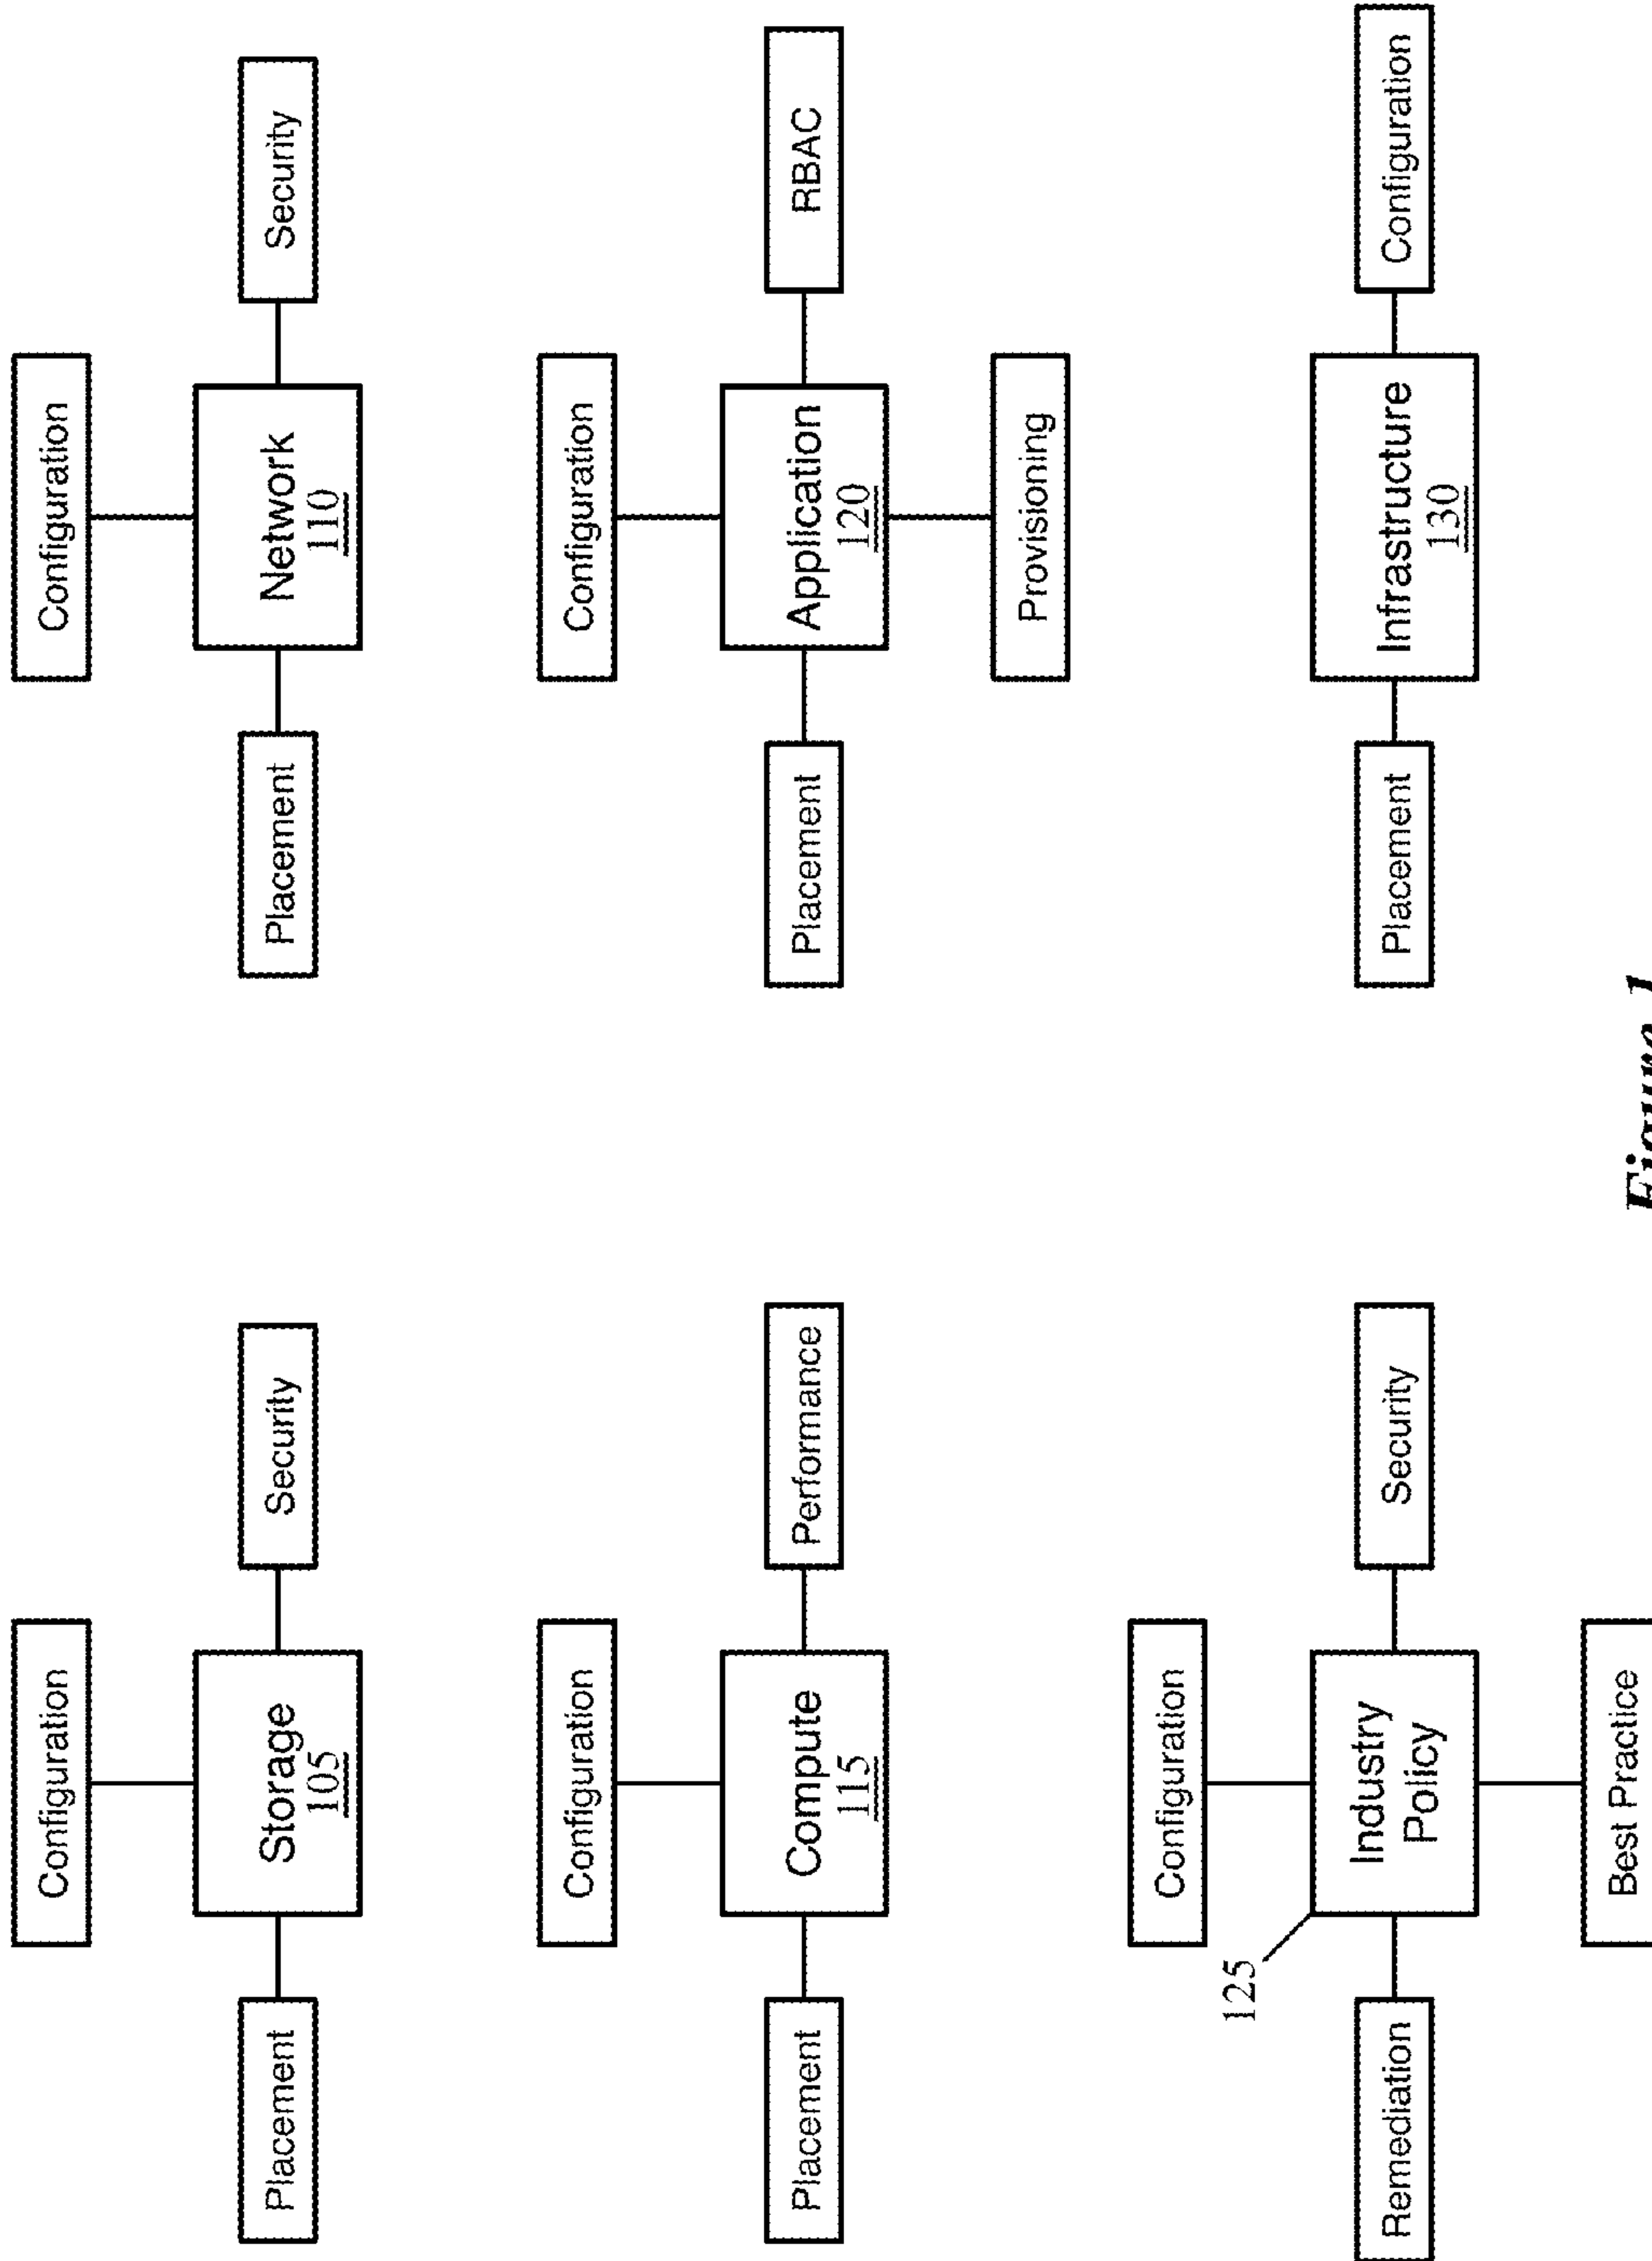 Configuration
Placement
Storage
105
Security
Configuration
Placement
Network
110
Security
Configuration
Placement
Compute
115
Performance
Configuration
Placement
Application
120
RBAC
Provisioning
125
Configuration
Remediation
Industry
Policy
Security
Best Practice
Placement
Infrastructure
130
Configuration
Figure 1